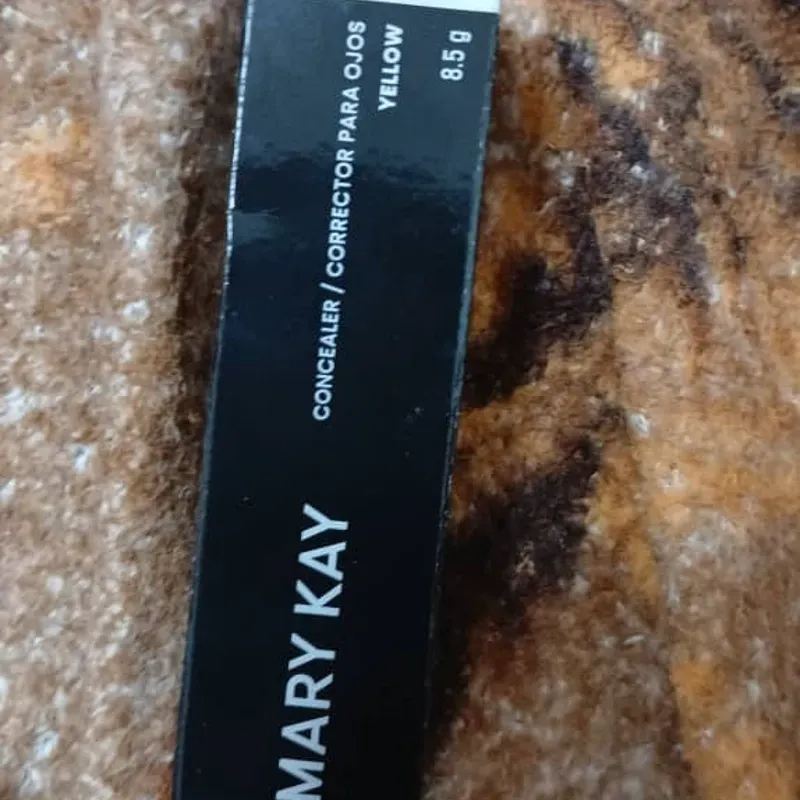 MARY KAY
CONCEALER / CORRECTOR PARA OJOS
YELLOW
8.5 g